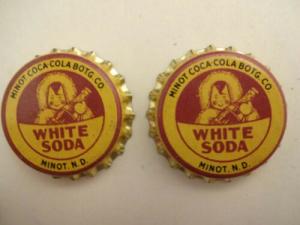 MINOT COCA-COLA BOTG. CO.
WHITE
SODA
MINOT, N.D.
MINOT COCA-COLA BOTG. CO.
WHITE
SODA
MINOT, N.D.